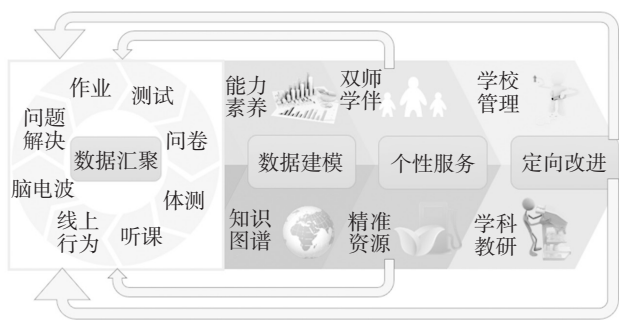 作业
测试
问题
解决
问卷
数据汇聚
脑电波
体测
线上
行为
听课
能力
素养
双师
学伴
学校
管理
数据建模
个性服务
定向改进
知识
图谱
精准
资源
学科
教研